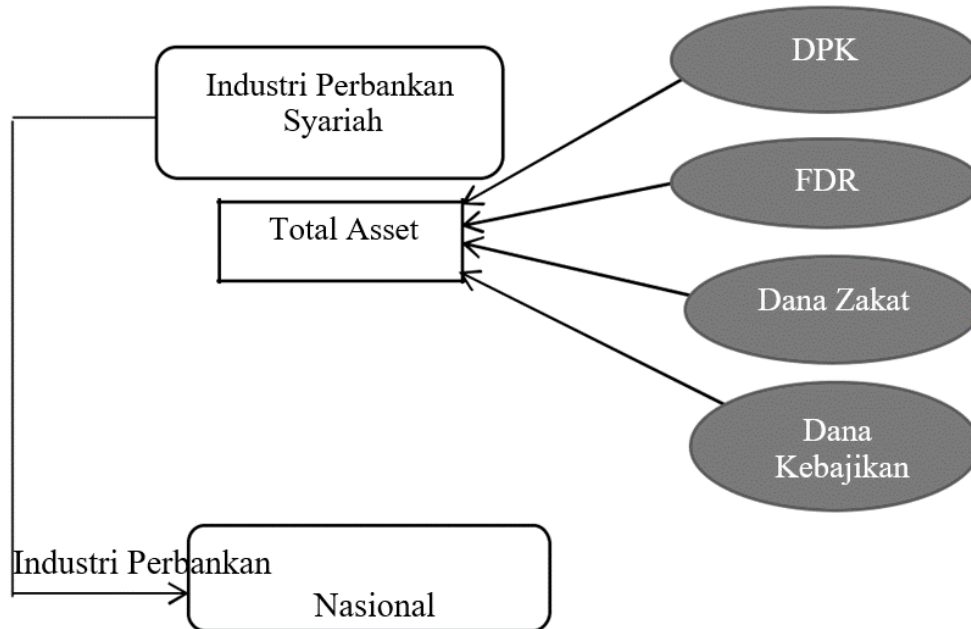 Industri Perbankan
Syariah
Total Asset
DPK
FDR
Dana Zakat
Dana
Kebajikan
Industri Perbankan
Nasional